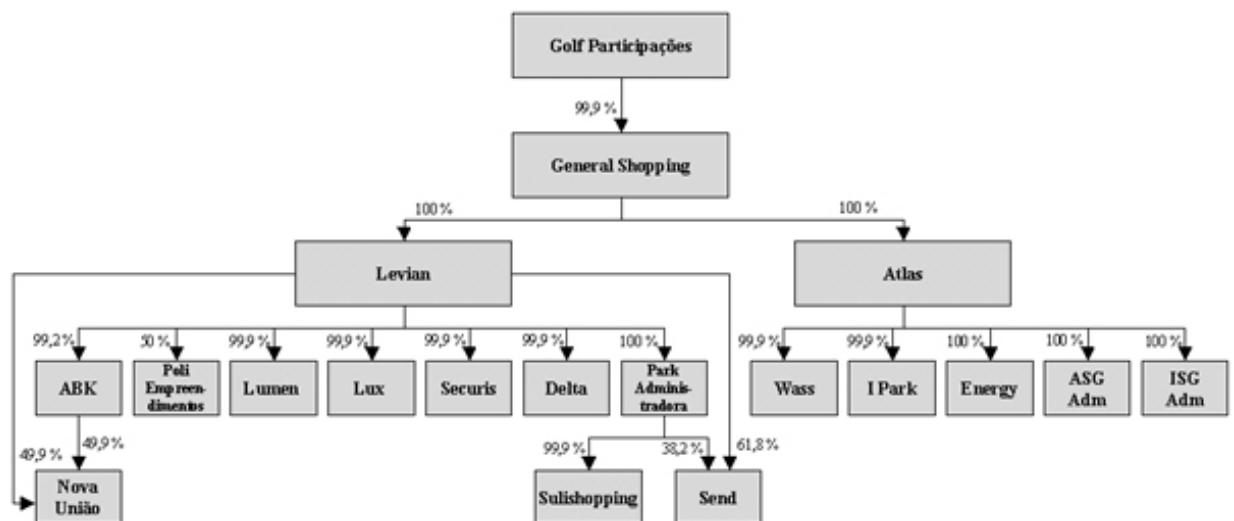 Golf Participações
99,9 %
General Shopping
100 %
100 %
Levian
Atlas
99,2 %
50 %
99,9 %
99,9 %
99,9 %
99,9 %
100 %
99,9 %
99,9 %
100 %
100 %
100 %
ABK
Poli
Empreen-
dimentos
Lumen
Lux
Securis
Delta
Park
Adminis-
tradora
Wass
I Park
Energy
ASG
Adm
ISG
Adm
49,9 %
49,9 %
99,9 %
38,2 %
61,8 %
Nova
União
Sulishopping
Send